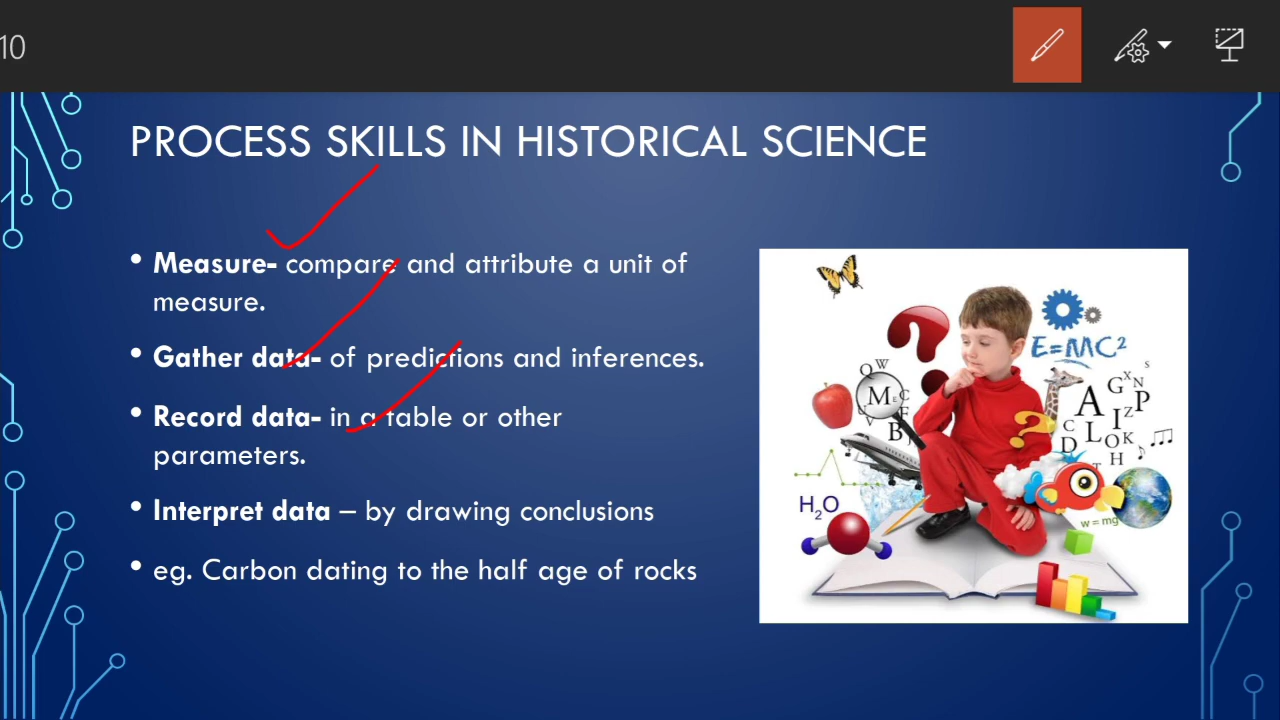 10
PROCESS SKILLS IN HISTORICAL SCIENCE
• Measure- compare and attribute a unit of
measure.
• Gather data- of predictions and inferences.
• Record data- in a table or other
parameters.
• Interpret data – by drawing conclusions
• eg. Carbon dating to the half age of rocks
E=MC²
H₂O
w = mg